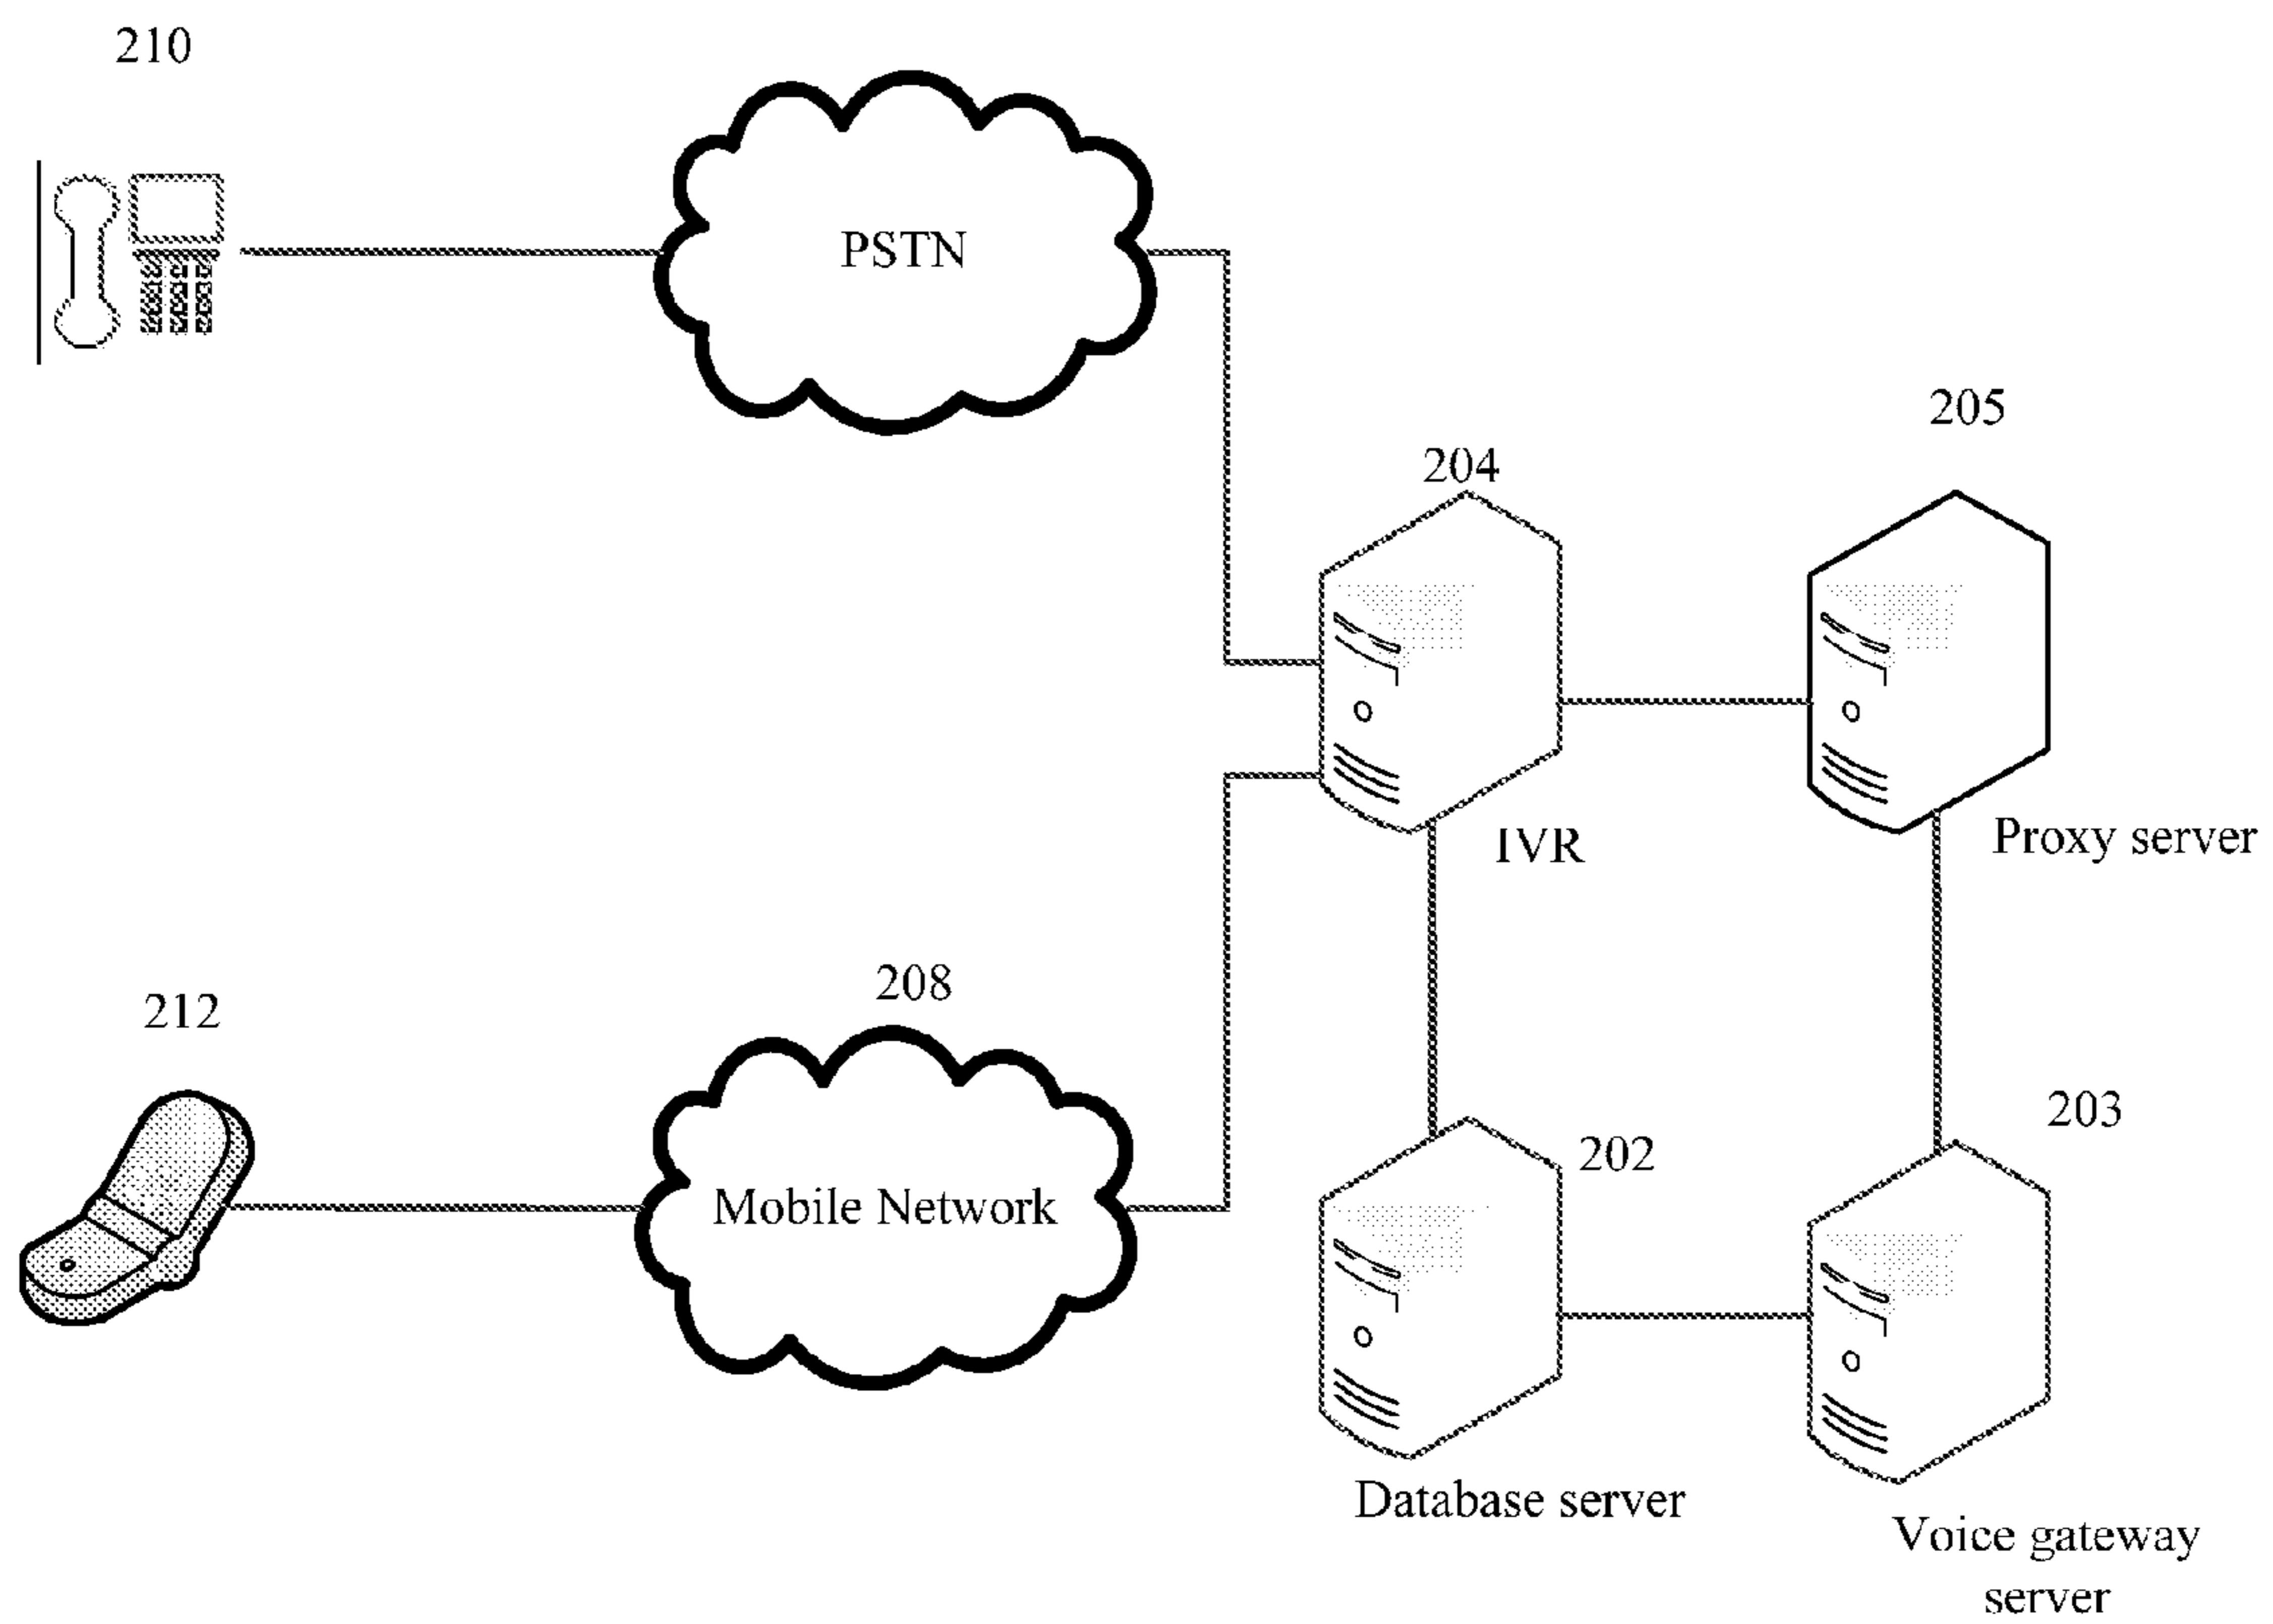 210
PSTN
205
204
IVR
Proxy server
208
212
Mobile Network
203
202
Database server
Voice gateway
server